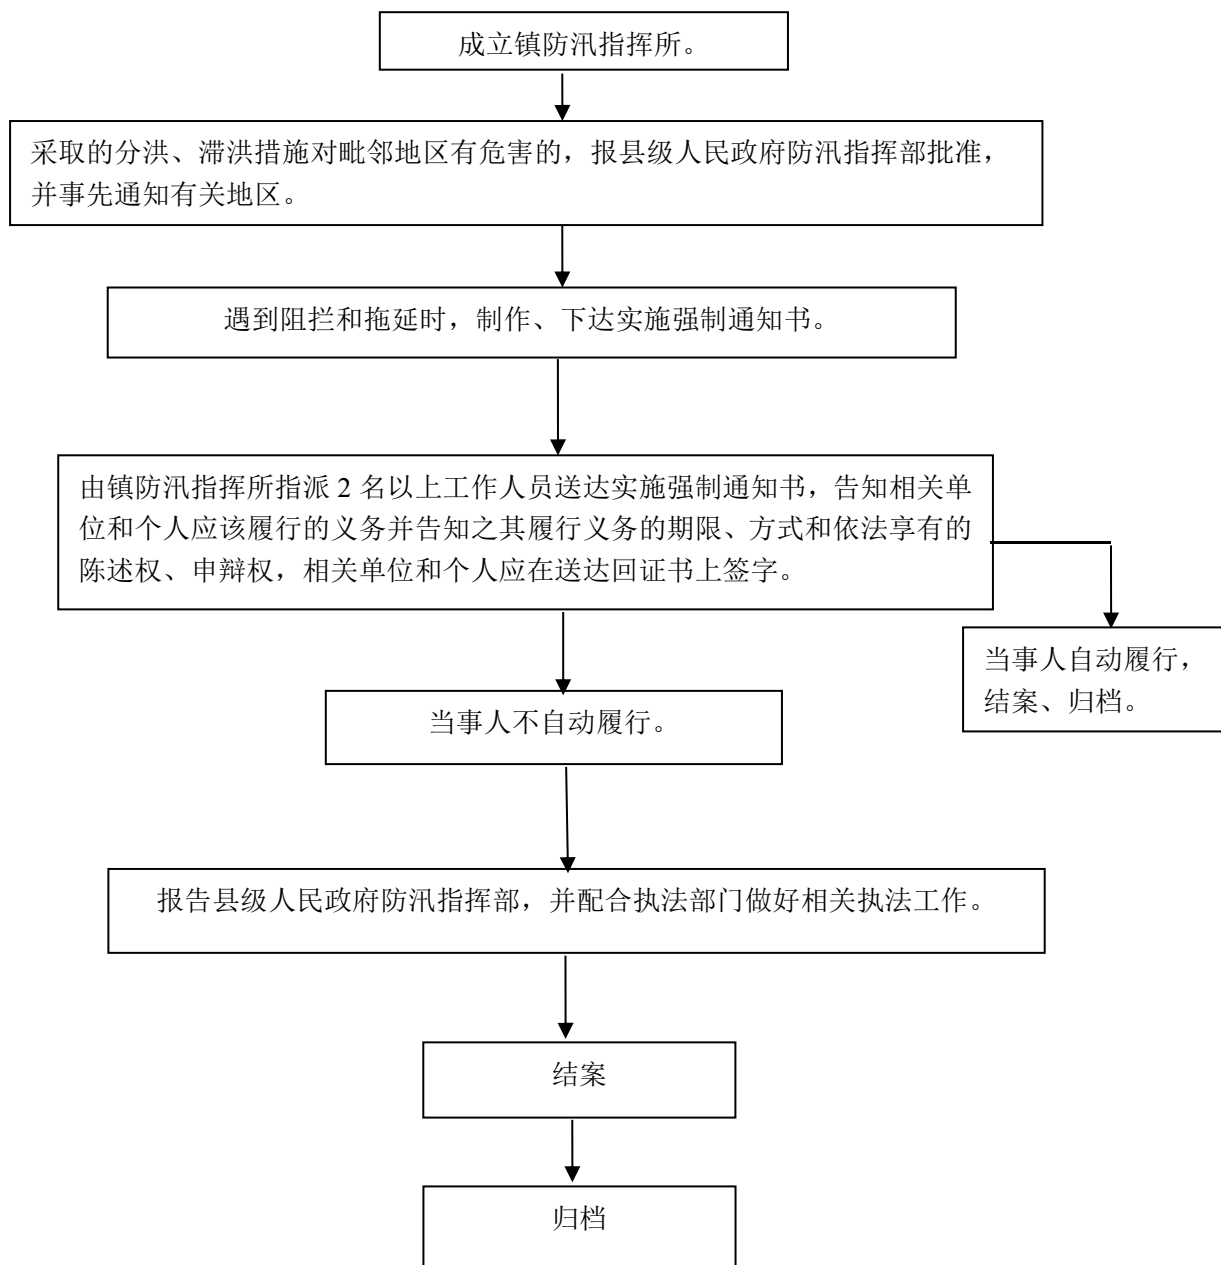 成立镇防汛指挥所。
采取的分洪、滞洪措施对毗邻地区有危害的，报县级人民政府防汛指挥部批准，
并事先通知有关地区。
遇到阻拦和拖延时，制作、下达实施强制通知书。
由镇防汛指挥所指派 2 名以上工作人员送达实施强制通知书，告知相关单
位和个人应该履行的义务并告知之其履行义务的期限、方式和依法享有的
陈述权、申辩权，相关单位和个人应在送达回证书上签字。
当事人自动履行，
结案、归档。
当事人不自动履行。
报告县级人民政府防汛指挥部，并配合执法部门做好相关执法工作。
结案
归档